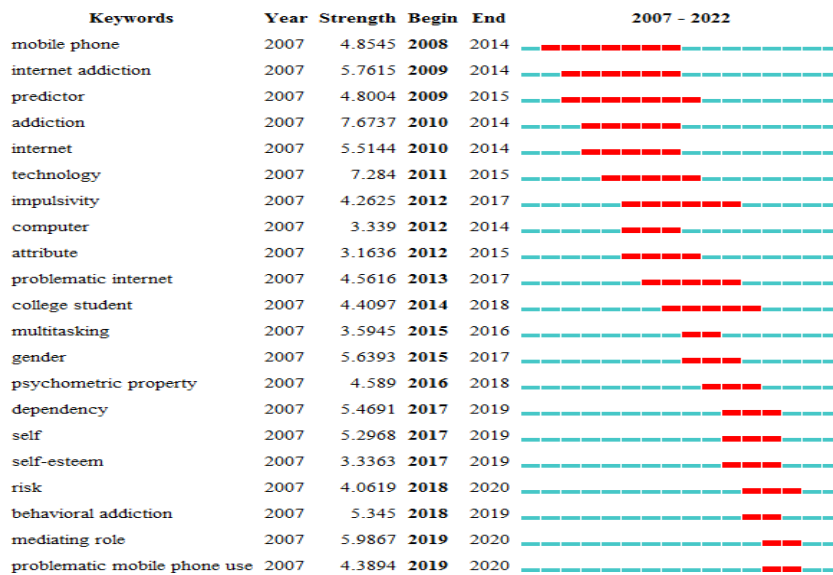 Keywords Year Strength Begin End 2007 - 2022
mobile phone 2007 4.8545 2008 2014
internet addiction 2007 5.7615 2009 2014
predictor 2007 4.8004 2009 2015
addiction 2007 7.6737 2010 2014
internet 2007 5.5144 2010 2014
technology 2007 7.284 2011 2015
impulsivity 2007 4.2625 2012 2017
computer 2007 3.339 2012 2014
attribute 2007 3.1636 2012 2015
problematic internet 2007 4.5616 2013 2017
college student 2007 4.4097 2014 2018
multitasking 2007 3.5945 2015 2016
gender 2007 5.6393 2015 2017
psychometric property 2007 4.589 2016 2018
dependency 2007 5.4691 2017 2019
self 2007 5.2968 2017 2019
self-esteem 2007 3.3363 2017 2019
risk 2007 4.0619 2018 2020
behavioral addiction 2007 5.345 2018 2019
mediating role 2007 5.9867 2019 2020
problematic mobile phone use 2007 4.3894 2019 2020